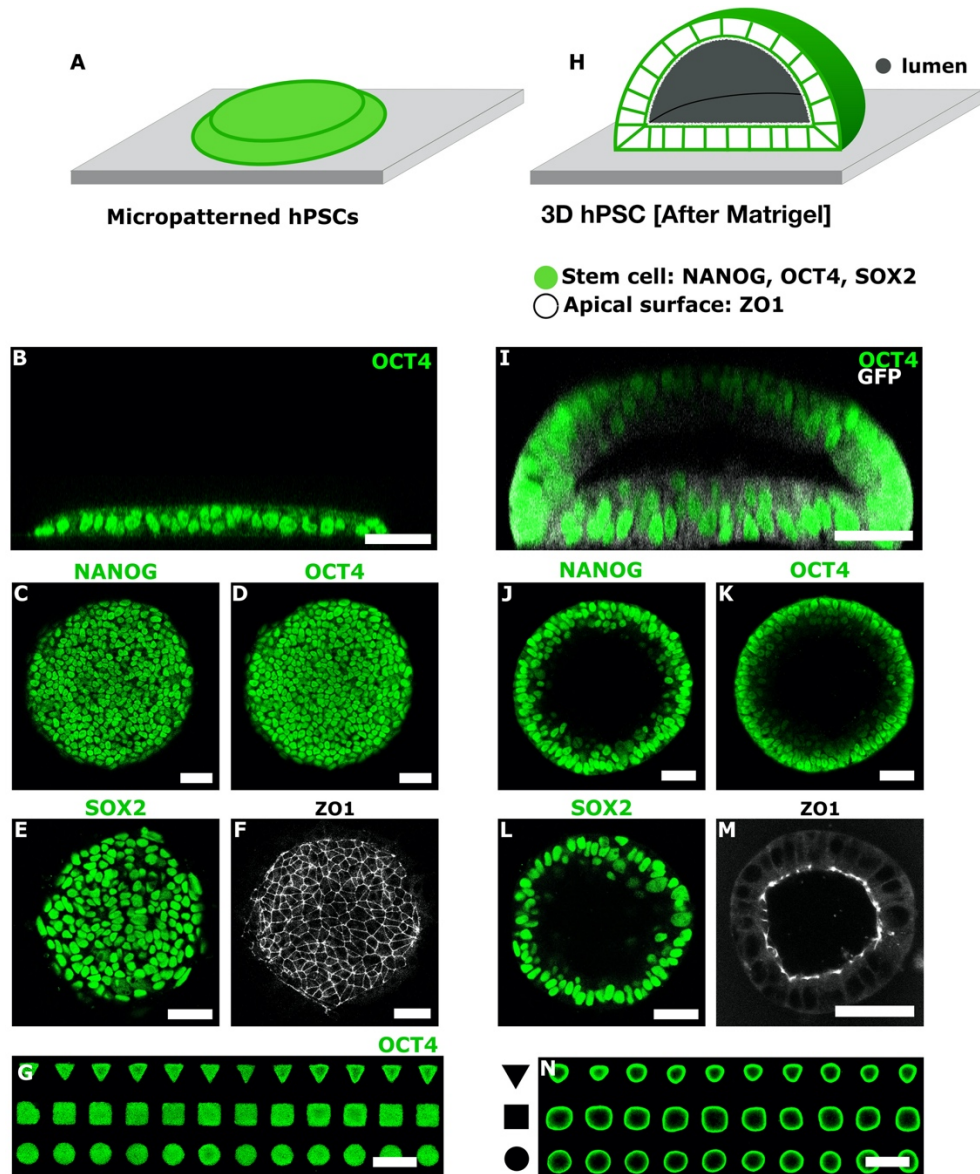 A
Micropatterned hPSCs
H
lumen
3D hPSC [After Matrigel]
Stem cell: NANOG, OCT4, SOX2
Apical surface: ZO1
B
OCT4
I
OCT4
GFP
NANOG
OCT4
C
D
NANOG
OCT4
J
K
SOX2
ZO1
E
F
SOX2
ZO1
L
M
OCT4
G
N